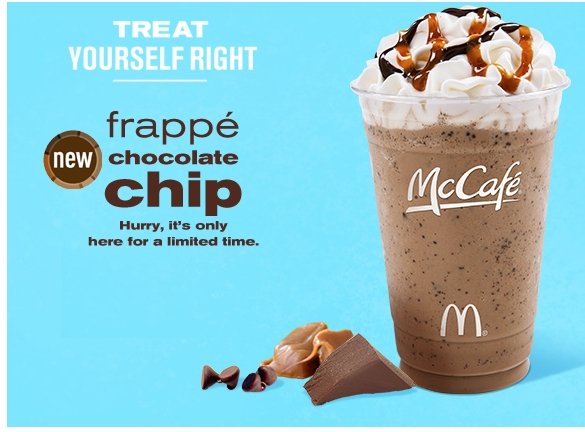 TREAT
YOURSELF RIGHT
frappé
new
chocolate
chip
Hurry, it's only
here for a limited time.
McCafé
M